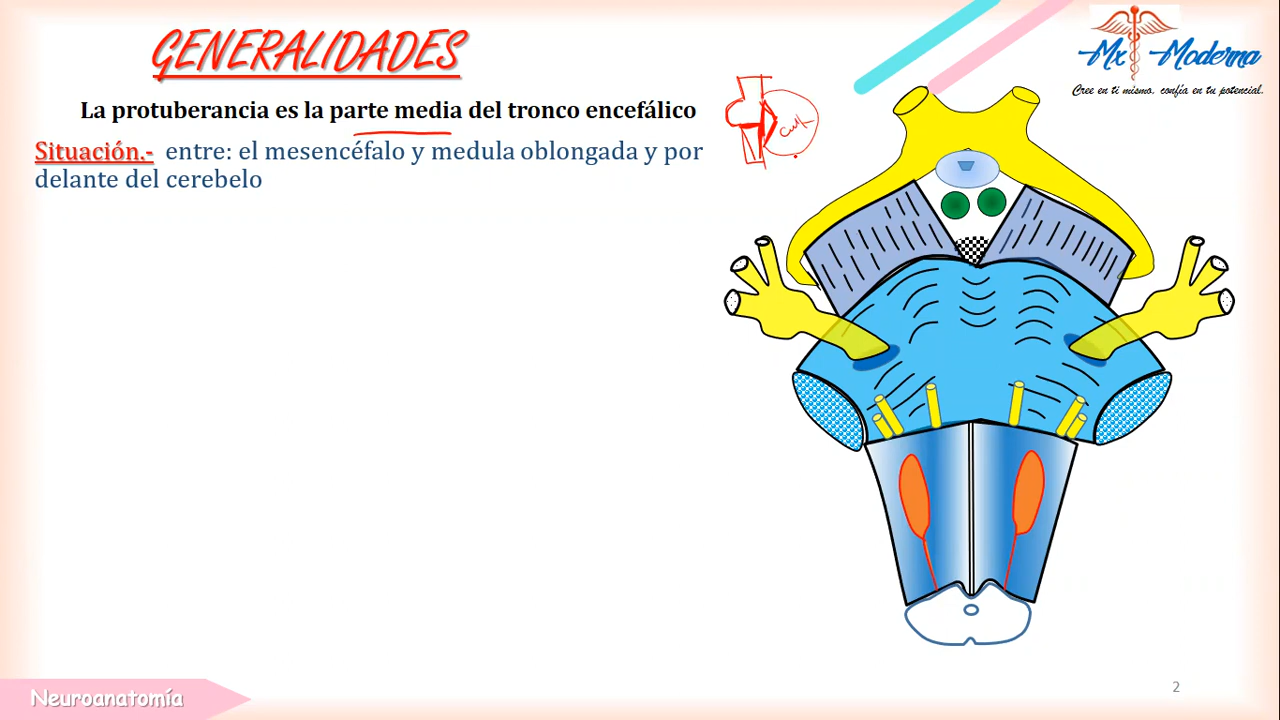 GENERALIDADES
Mx Moderna
Cree en ti mismo, confía en tu potencial.
La protuberancia es la parte media del tronco encefálico
Situación.- entre: el mesencéfalo y medula oblongada y por
delante del cerebelo
Neuroanatomía
2